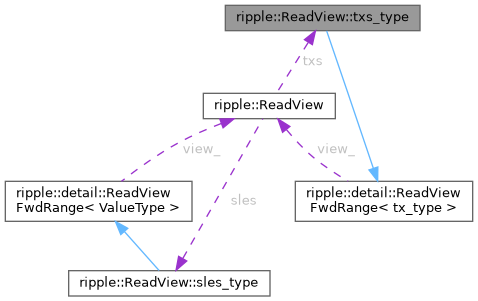 ripple::ReadView::txs_type
txs
ripple::ReadView
view_
view_
ripple::detail::ReadView
FwdRange< ValueType >
sles
ripple::detail::ReadView
FwdRange< tx_type >
ripple::ReadView::sles_type